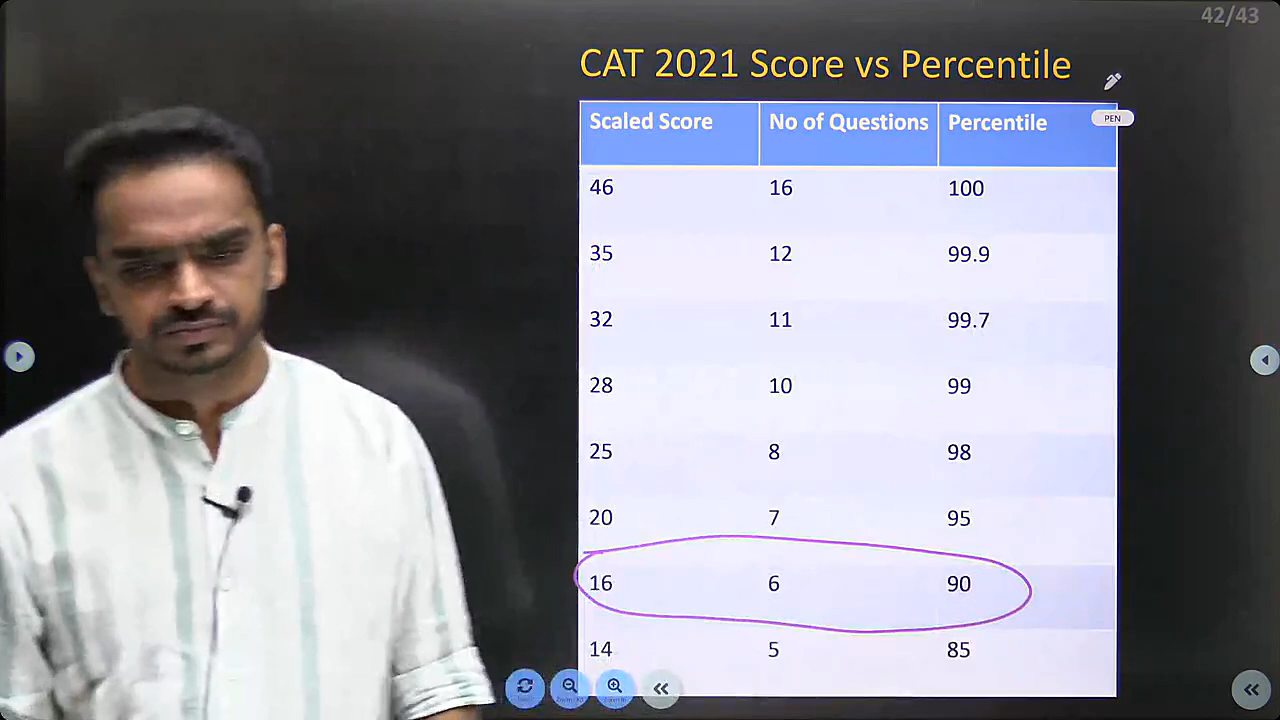 42/43
CAT 2021 Score vs Percentile
PEN
Scaled Score No of Questions Percentile
46 16 100
35 12 99.9
32 11 99.7
28 10 99
25 8 98
20 7 95
16 6 90
14 5 85